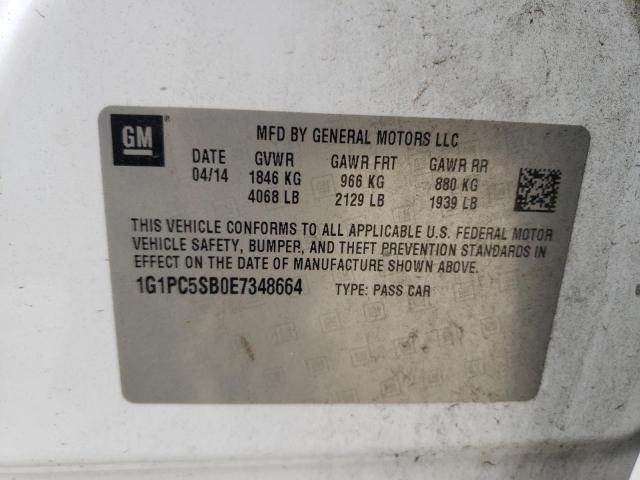 GM
MFD BY GENERAL MOTORS LLC
DATE GVWR GAWR FRT GAWR RR
04/14 1846 KG 966 KG 880 KG
4068 LB 2129 LB 1939 LB
THIS VEHICLE CONFORMS TO ALL APPLICABLE U.S. FEDERAL MOTOR
VEHICLE SAFETY, BUMPER, AND THEFT PREVENTION STANDARDS IN
EFFECT ON THE DATE OF MANUFACTURE SHOWN ABOVE.
1G1PC5SB0E7348664 TYPE: PASS CAR